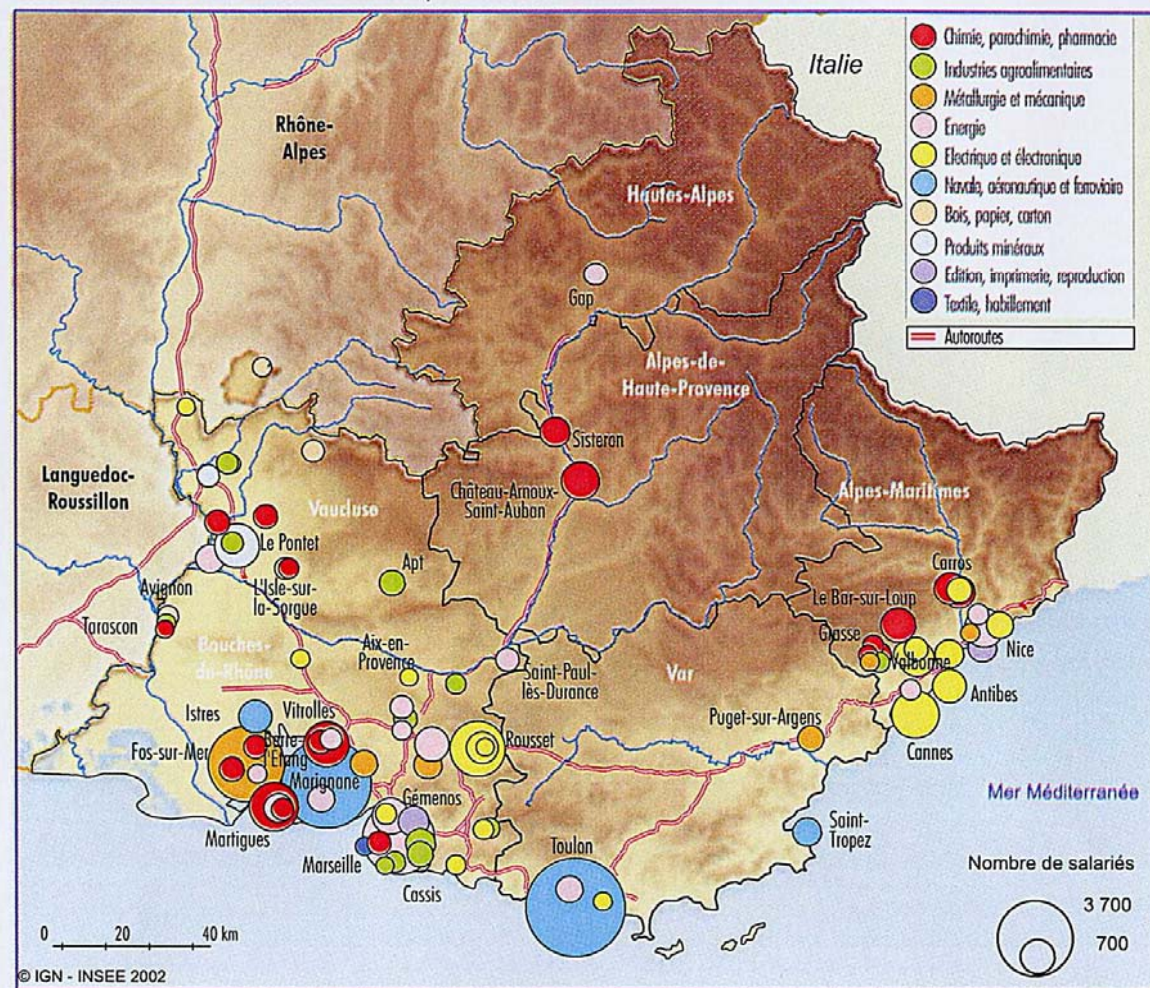 Italie
Chimie, parachimie, pharmacie
Industries agroalimentaires
Métallurgie et mécanique
Energie
Electrique et électronique
Navale, aéronautique et ferroviaire
Bois, papier, carton
Produits minéraux
Edition, imprimerie, reproduction
Textile, habillement
Autoroutes
Rhône-
Alpes
Hautes-Alpes
Gap
Alpes-de-
Haute-Provence
Sisteron
Languedoc-
Roussillon
Château-Arnoux-
Saint-Auban
Alpes-Maritimes
Vaucluse
Le Pontet
Apt
Carros
Avignon
L'Isle-sur-
la-Sorgue
Le Bar-sur-Loup
Tarascon
Grasse
Bouches-
du-Rhône
Aix-en-
Provence
Saint-Paul-
lès-Durance
Var
Valbonne
Nice
Antibes
Istres
Vitrolles
Puget-sur-Argens
Fos-sur-Mer
Berre-
l'Etang
Rousset
Cannes
Marignane
Mer Méditerranée
Gémenos
Martigues
Saint-
Tropez
Toulon
Marseille
Cassis
Nombre de salariés
3 700
700
0 20 40 km
© IGN - INSEE 2002